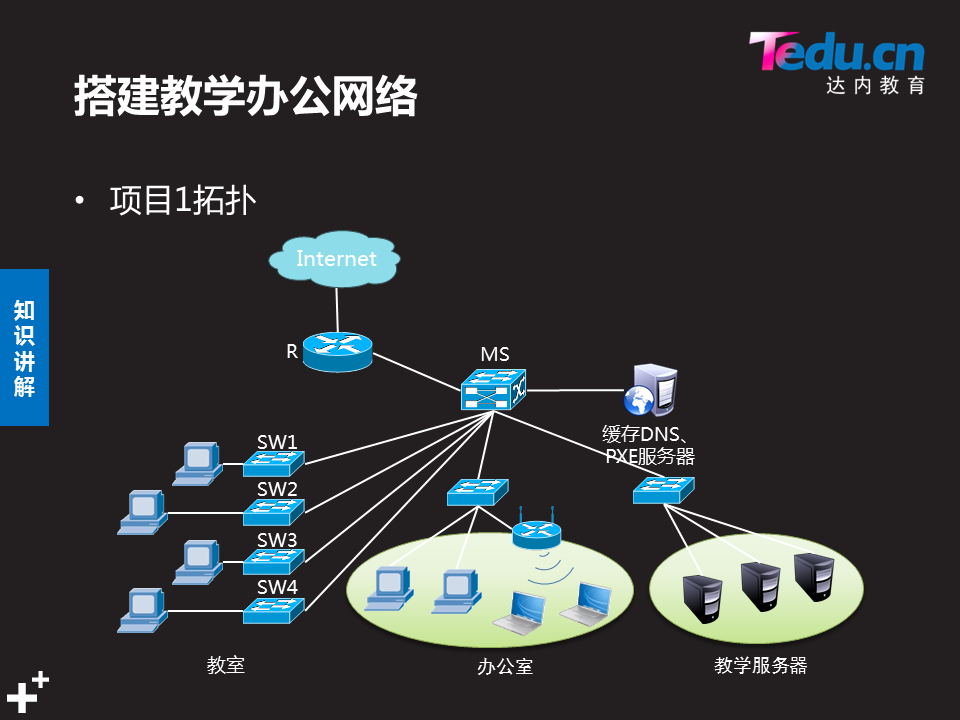 Tedu.cn
达内教育
搭建教学办公网络
• 项目1拓扑
Internet
知识讲解
R
MS
缓存DNS、
PXE服务器
SW1
SW2
SW3
SW4
教室
办公室
教学服务器